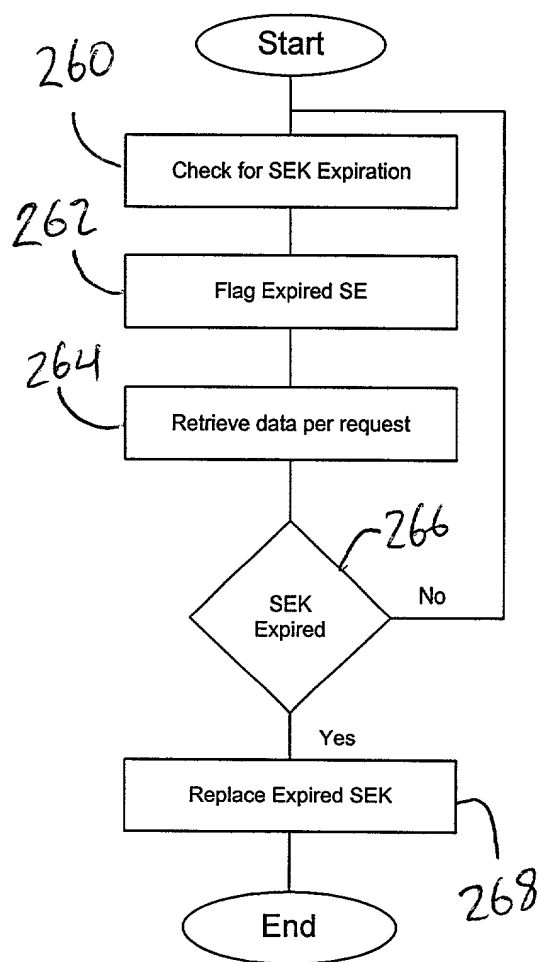 Start
260
Check for SEK Expiration
262
Flag Expired SE
264
Retrieve data per request
266
SEK
Expired
No
Yes
Replace Expired SEK
268
End